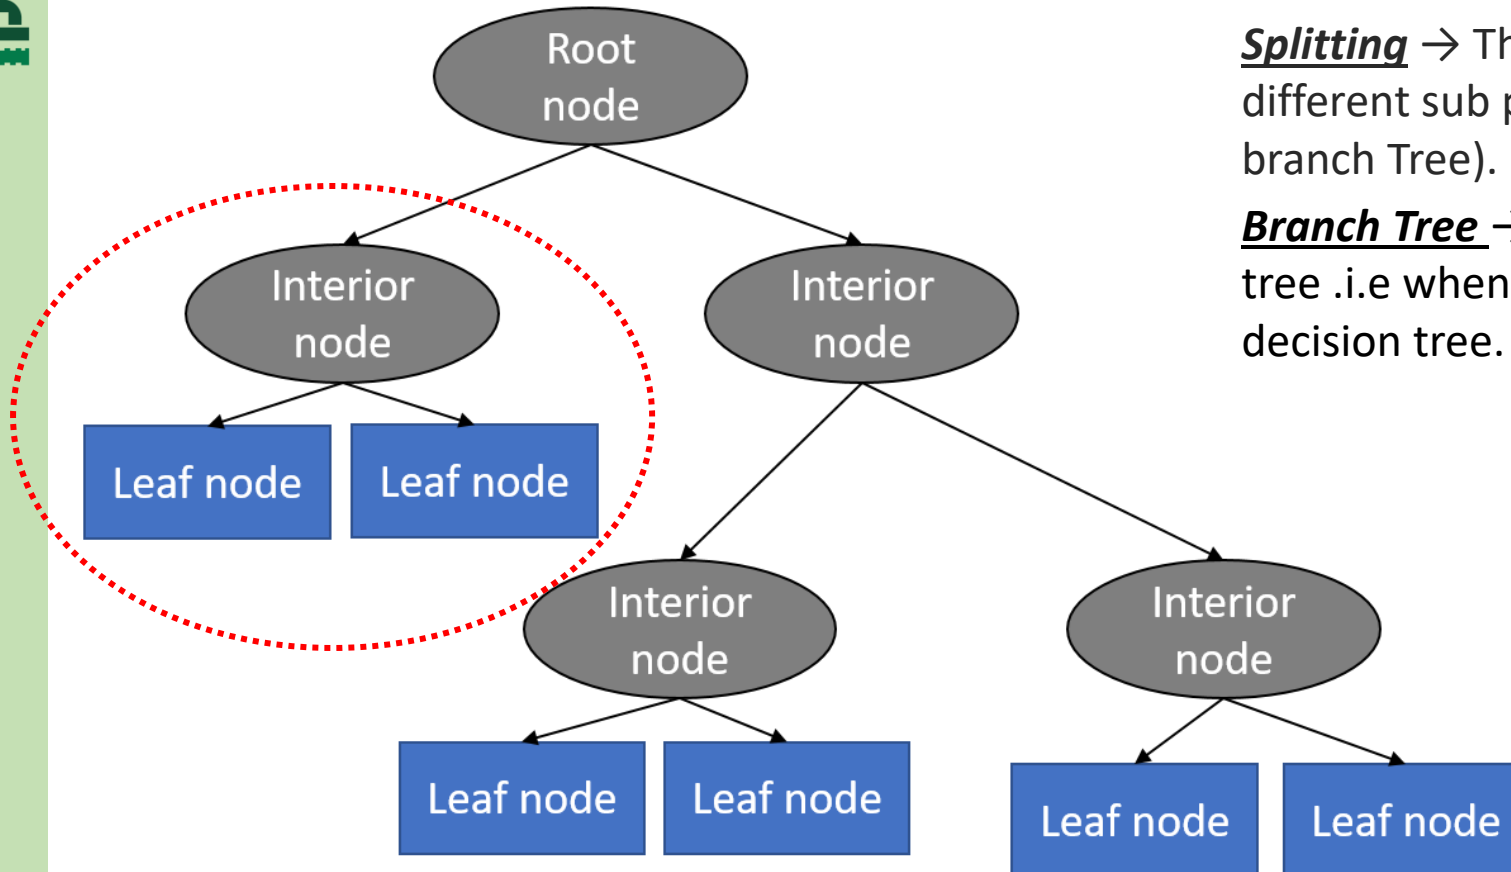 Root
node
Splitting → Th
different sub p
branch Tree).
Branch Tree
tree .i.e when
decision tree.
Interior
node
Interior
node
Leaf node
Leaf node
Interior
node
Interior
node
Leaf node
Leaf node
Leaf node
Leaf node